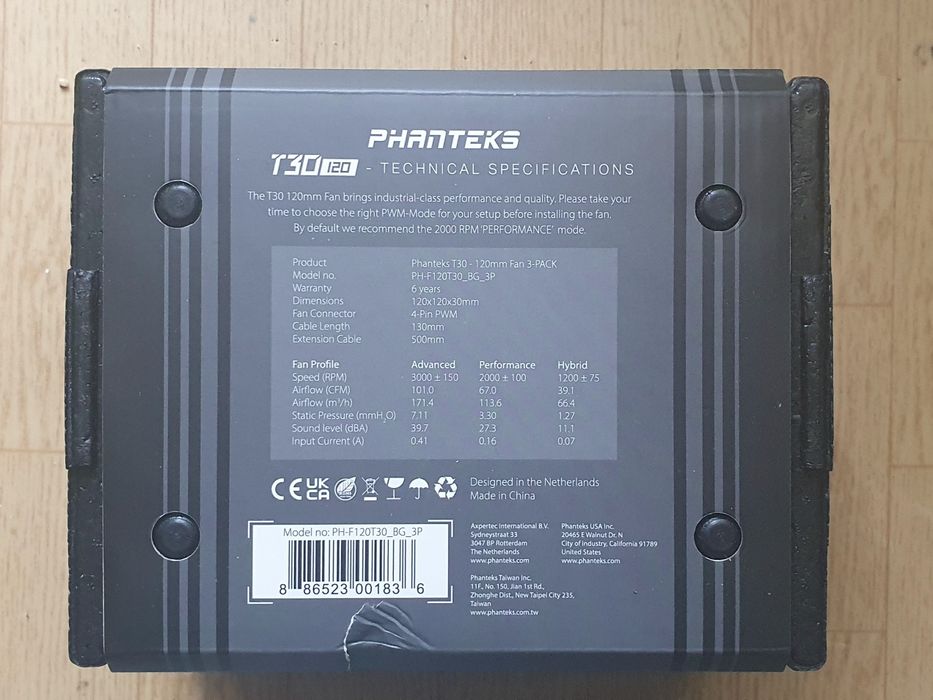 PHANTEKS
T30 120 - TECHNICAL SPECIFICATIONS
The T30 120mm Fan brings industrial-class performance and quality. Please take your
time to choose the right PWM-Mode for your setup before installing the fan.
By default we recommend the 2000 RPM 'PERFORMANCE' mode.
Product Phanteks T30 - 120mm Fan 3-PACK
Model no. PH-F120T30_BG_3P
Warranty 6 years
Dimensions 120x120x30mm
Fan Connector 4-Pin PWM
Cable Length 130mm
Extension Cable 500mm
Fan Profile Advanced Performance Hybrid
Speed (RPM) 3000 ± 150 2000 ± 100 1200 ± 75
Airflow (CFM) 101.0 67.0 39.1
Airflow (m³/h) 171.4 113.6 66.4
Static Pressure (mmH₂O) 7.11 3.30 1.27
Sound level (dBA) 39.7 27.3 11.1
Input Current (A) 0.41 0.16 0.07
CE UK CA
Designed in the Netherlands
Made in China
Model no: PH-F120T30_BG_3P
8 86523 00183 6
Axpertec International B.V.
Sydneystraat 33
3047 BP Rotterdam
The Netherlands
www.phanteks.com
Phanteks USA Inc.
20465 E Walnut Dr. N
City of industry, California 91789
United States
www.phanteks.com
Phanteks Taiwan Inc.
11F., No. 150, Jian 1st Rd.,
Zhonghe Dist., New Taipei City 235,
Taiwan
www.phanteks.com.tw